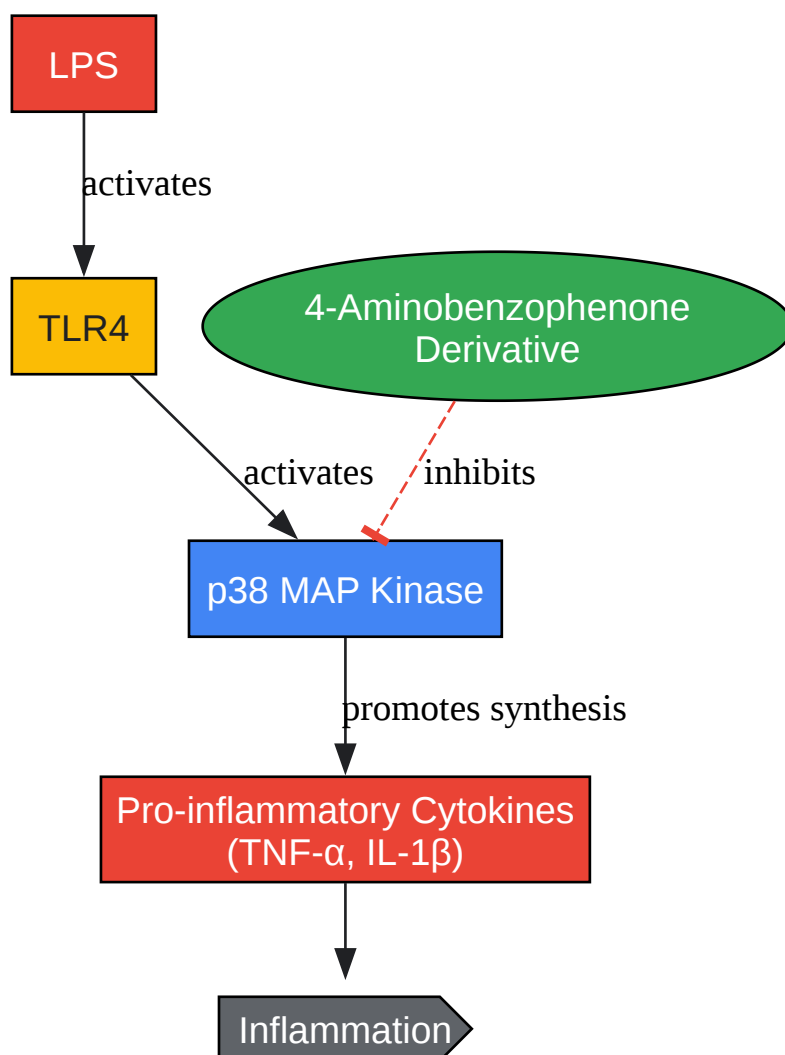 LPS
activates
TLR4
4-Aminobenzophenone
Derivative
activates
inhibits
p38 MAP Kinase
promotes synthesis
Pro-inflammatory Cytokines
(TNF-α, IL-1β)
Inflammation